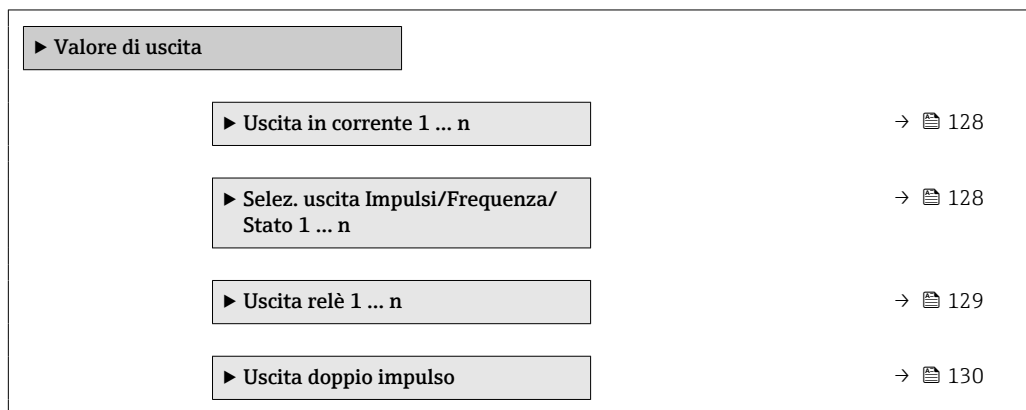 ▶ Valore di uscita
▶ Uscita in corrente 1 … n → 128
▶ Selez. uscita Impulsi/Frequenza/ → 128
Stato 1 … n
▶ Uscita relè 1 … n → 129
▶ Uscita doppio impulso → 130